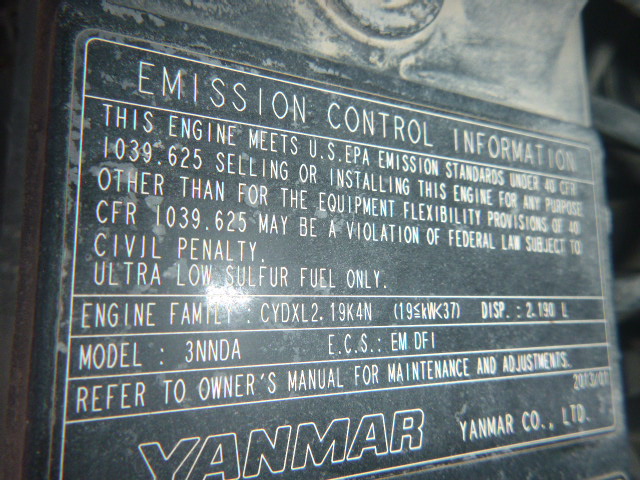 EMISSION CONTROL INFORMATION
THIS ENGINE MEETS U.S.EPA EMISSION STANDARDS UNDER 40 CFR
1039.625 SELLING OR INSTALLING THIS ENGINE FOR ANY PURPOSE
OTHER THAN FOR THE EQUIPMENT FLEXIBILITY PROVISIONS OF 40
CFR 1039.625 MAY BE A VIOLATION OF FEDERAL LAW SUBJECT TO
CIVIL PENALTY.
ULTRA LOW SULFUR FUEL ONLY.
ENGINE FAMILY : CYDXL2.19K4N (19≤kW<37) DISP.: 2.190 L
MODEL : 3NNDA E.C.S.: EM DFI
REFER TO OWNER'S MANUAL FOR MAINTENANCE AND ADJUSTMENTS.
2013/07
YANMAR YANMAR CO., LTD.